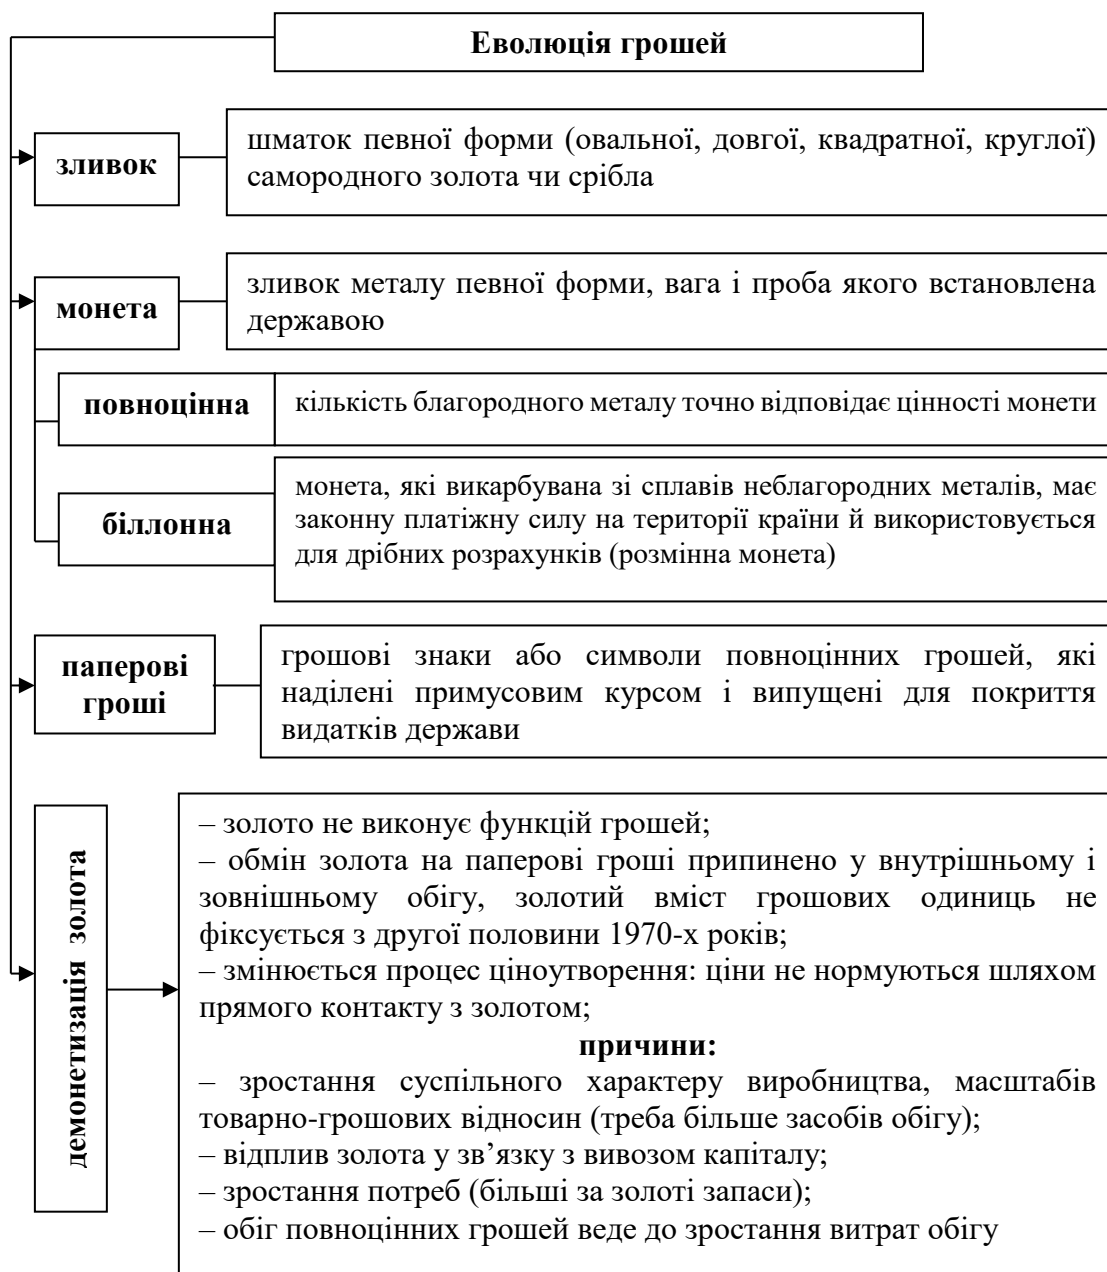 Еволюція грошей
зливок
шматок певної форми (овальної, довгої, квадратної, круглої)
самородного золота чи срібла
монета
зливок металу певної форми, вага і проба якого встановлена
державою
повноцінна
кількість благородного металу точно відповідає цінності монети
біллонна
монета, які викарбувана зі сплавів неблагородних металів, має
законну платіжну силу на території країни й використовується
для дрібних розрахунків (розмінна монета)
паперові
гроші
грошові знаки або символи повноцінних грошей, які
наділені примусовим курсом і випущені для покриття
видатків держави
демонетизація золота
– золото не виконує функцій грошей;
– обмін золота на паперові гроші припинено у внутрішньому і
зовнішньому обігу, золотий вміст грошових одиниць не
фіксується з другої половини 1970-х років;
– змінюється процес ціноутворення: ціни не нормуються шляхом
прямого контакту з золотом;
причини:
– зростання суспільного характеру виробництва, масштабів
товарно-грошових відносин (треба більше засобів обігу);
– відплив золота у зв’язку з вивозом капіталу;
– зростання потреб (більші за золоті запаси);
– обіг повноцінних грошей веде до зростання витрат обігу